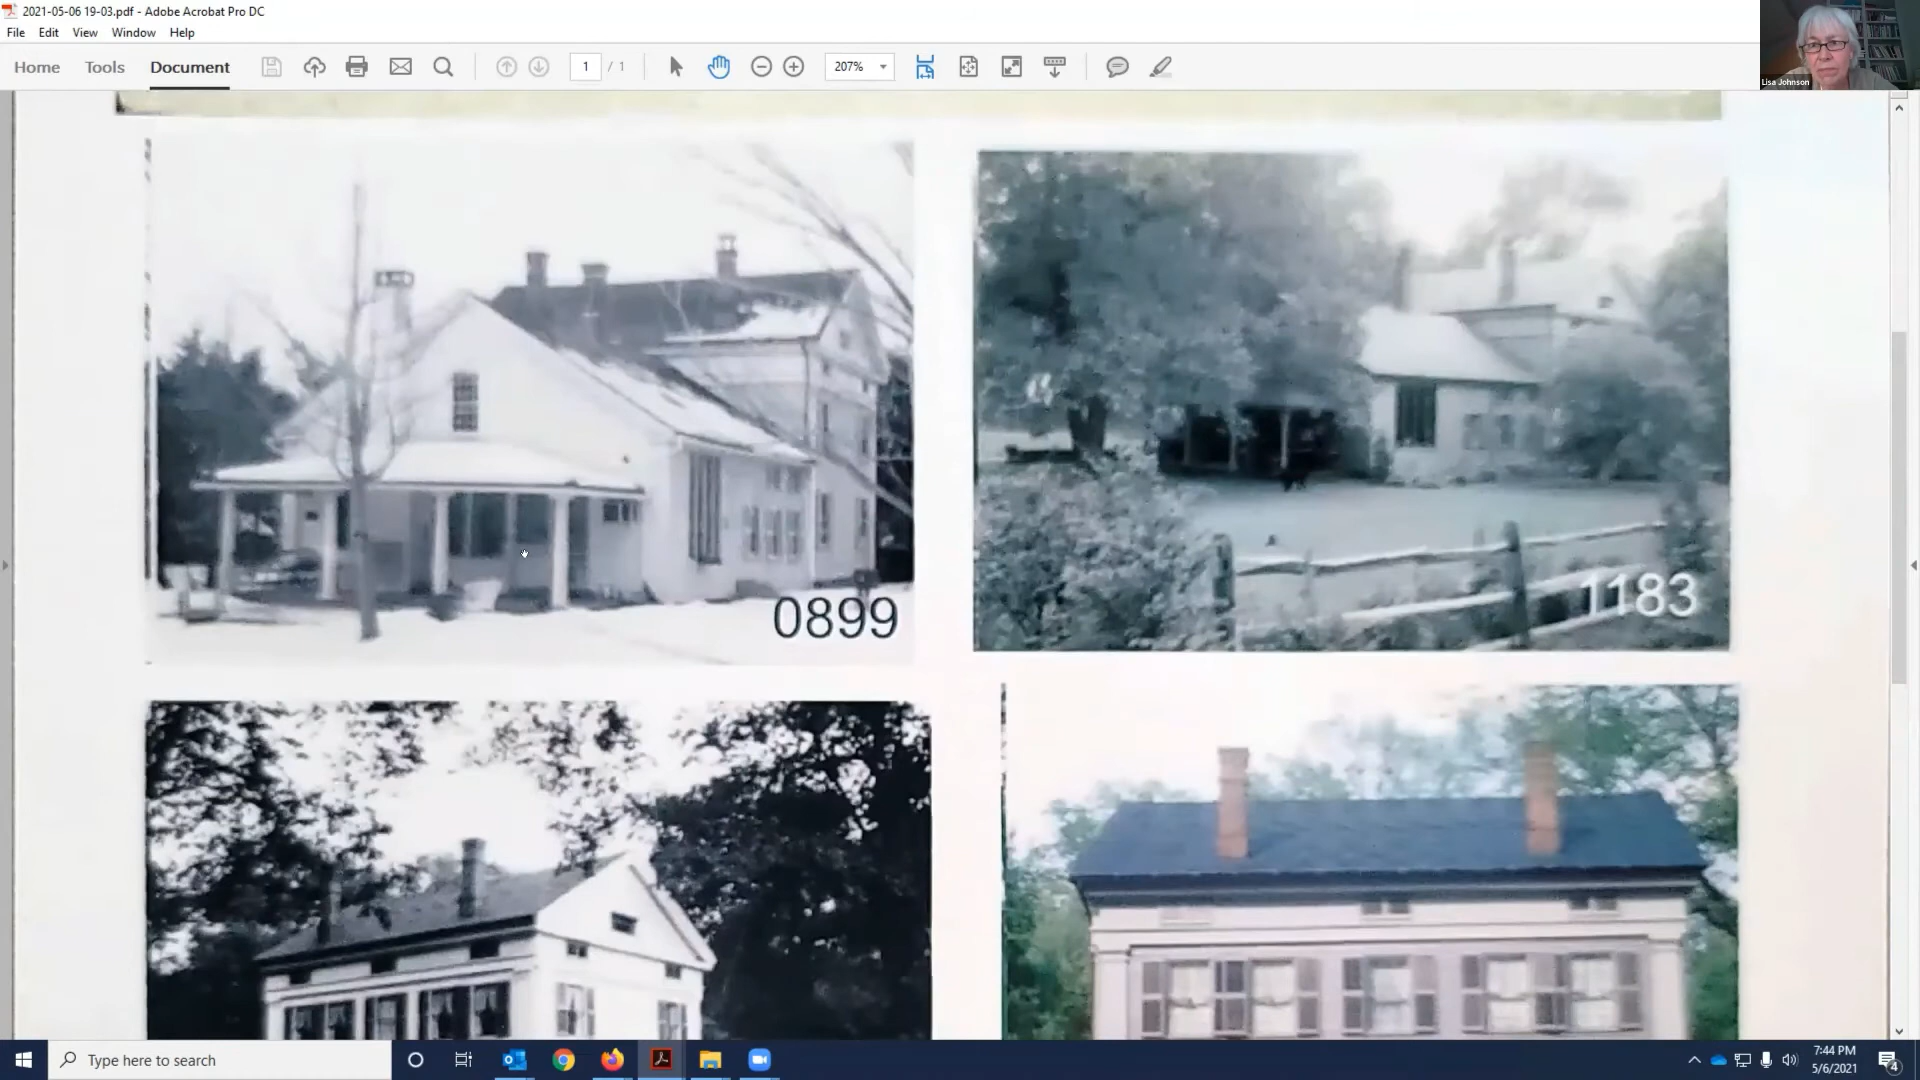 2021-05-06 19-03.pdf - Adobe Acrobat Pro DC
File Edit View Window Help
Home Tools Document 1 / 1 207%
Lisa Johnson
0899
1183
Type here to search
7:44 PM
5/6/2021
4